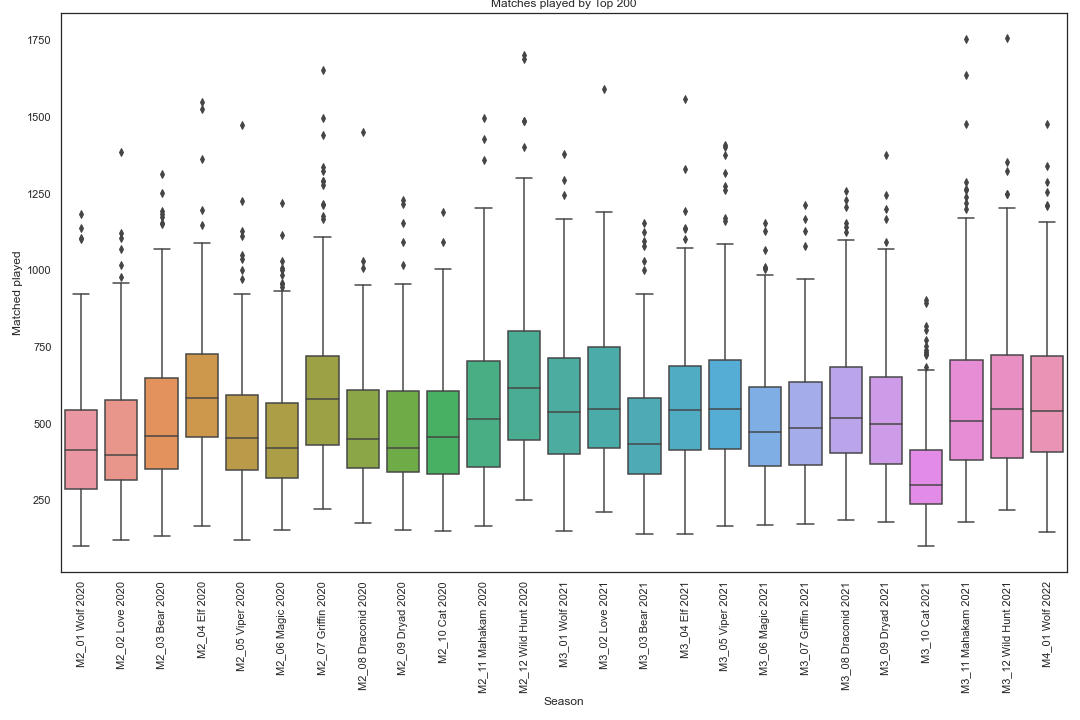 Matches played by Top 200
Matched played
1750
1500
1250
1000
750
500
250
M2_01 Wolf 2020
M2_02 Love 2020
M2_03 Bear 2020
M2_04 Elf 2020
M2_05 Viper 2020
M2_06 Magic 2020
M2_07 Griffin 2020
M2_08 Draconid 2020
M2_09 Dryad 2020
M2_10 Cat 2020
M2_11 Mahakam 2020
M2_12 Wild Hunt 2020
M3_01 Wolf 2021
M3_02 Love 2021
M3_03 Bear 2021
M3_04 Elf 2021
M3_05 Viper 2021
M3_06 Magic 2021
M3_07 Griffin 2021
M3_08 Draconid 2021
M3_09 Dryad 2021
M3_10 Cat 2021
M3_11 Mahakam 2021
M3_12 Wild Hunt 2021
M4_01 Wolf 2022
Season